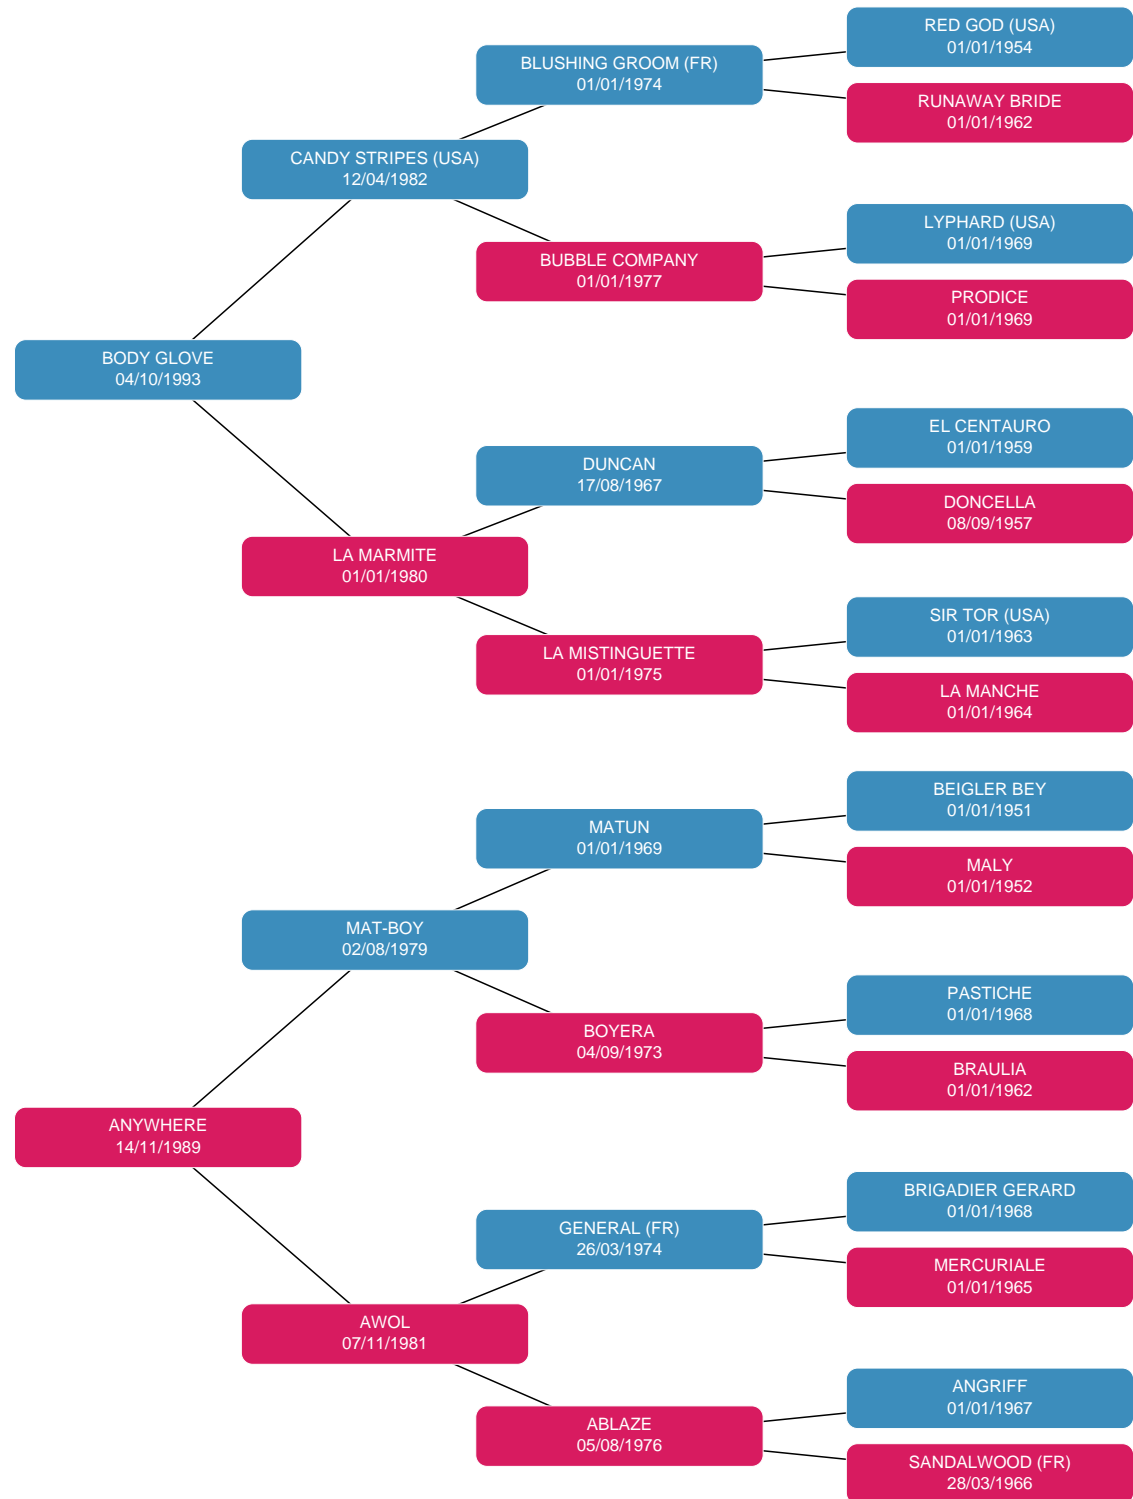 RED GOD (USA)
01/01/1954
BLUSHING GROOM (FR)
01/01/1974
RUNAWAY BRIDE
01/01/1962
CANDY STRIPES (USA)
12/04/1982
LYPHARD (USA)
01/01/1969
BUBBLE COMPANY
01/01/1977
PRODICE
01/01/1969
BODY GLOVE
04/10/1993
EL CENTAURO
01/01/1959
DUNCAN
17/08/1967
DONCELLA
08/09/1957
LA MARMITE
01/01/1980
SIR TOR (USA)
01/01/1963
LA MISTINGUETTE
01/01/1975
LA MANCHE
01/01/1964
BEIGLER BEY
01/01/1951
MATUN
01/01/1969
MALY
01/01/1952
MAT-BOY
02/08/1979
PASTICHE
01/01/1968
BOYERA
04/09/1973
BRAULIA
01/01/1962
ANYWHERE
14/11/1989
BRIGADIER GERARD
01/01/1968
GENERAL (FR)
26/03/1974
MERCURIALE
01/01/1965
AWOL
07/11/1981
ANGRIFF
01/01/1967
ABLAZE
05/08/1976
SANDALWOOD (FR)
28/03/1966